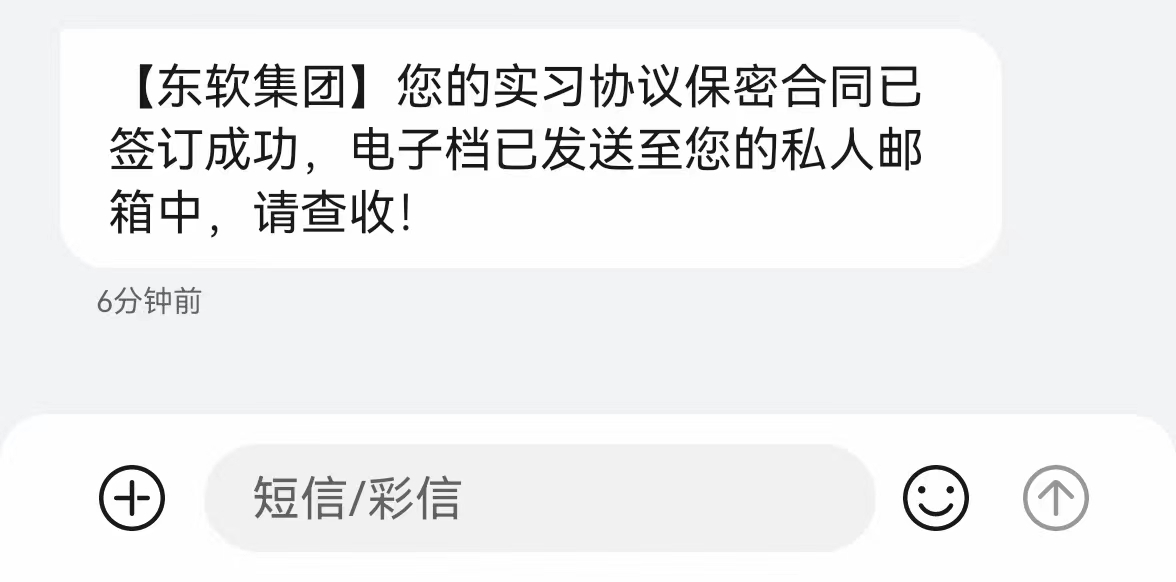 【东软集团】您的实习协议保密合同已
签订成功，电子档已发送至您的私人邮
箱中，请查收！
6分钟前
短信/彩信